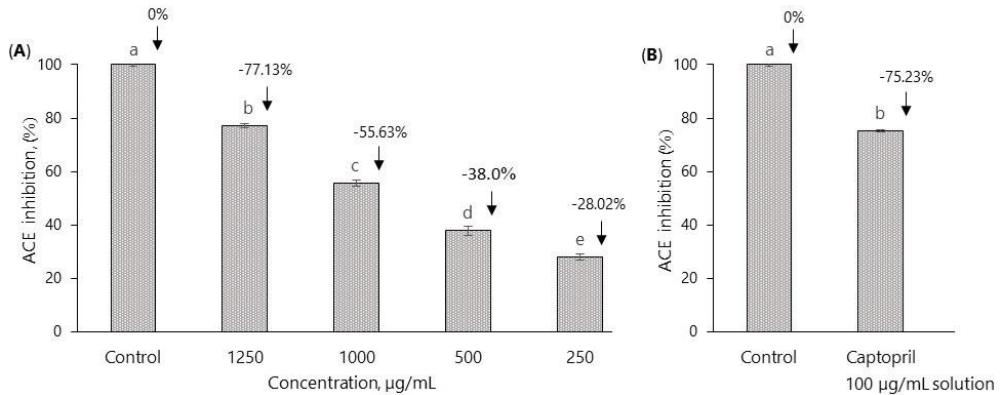 (A)
0%
-77.13%
-55.63%
-38.0%
-28.02%
a
b
c
d
e
ACE inhibition, (%)
100
80
60
40
20
0
Control 1250 1000 500 250
Concentration, µg/mL
(B)
0%
-75.23%
a
b
ACE inhibition (%)
100
80
60
40
20
0
Control Captopril
100 µg/mL solution